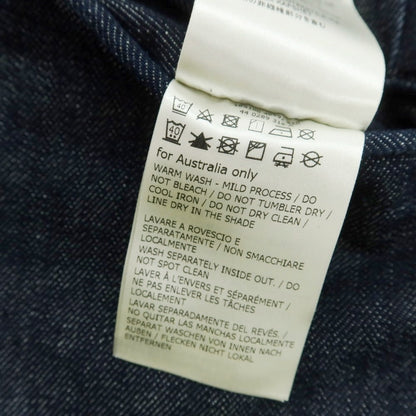 40
40
for Australia only
WARM WASH - MILD PROCESS / DO
NOT BLEACH / DO NOT TUMBLER DRY /
COOL IRON / DO NOT DRY CLEAN /
LINE DRY IN THE SHADE
LAVARE A ROVESCIO E
SEPARATAMENTE / NON SMACCHIARE
LOCALMENTE
WASH SEPARATELY INSIDE OUT. / DO
NOT SPOT CLEAN
LAVER À L'ENVERS ET SÉPARÉMENT
/ NE PAS ENLEVER LES TÂCHES
LOCALEMENT
LAVAR SEPARADAMENTE DEL REVÉS. /
NO QUITAR LAS MANCHAS LOCALMENTE
SEPARAT WASCHEN VON INNEN NACH
AUßEN / FLECKEN NICHT LOKAL
ENTFERNEN